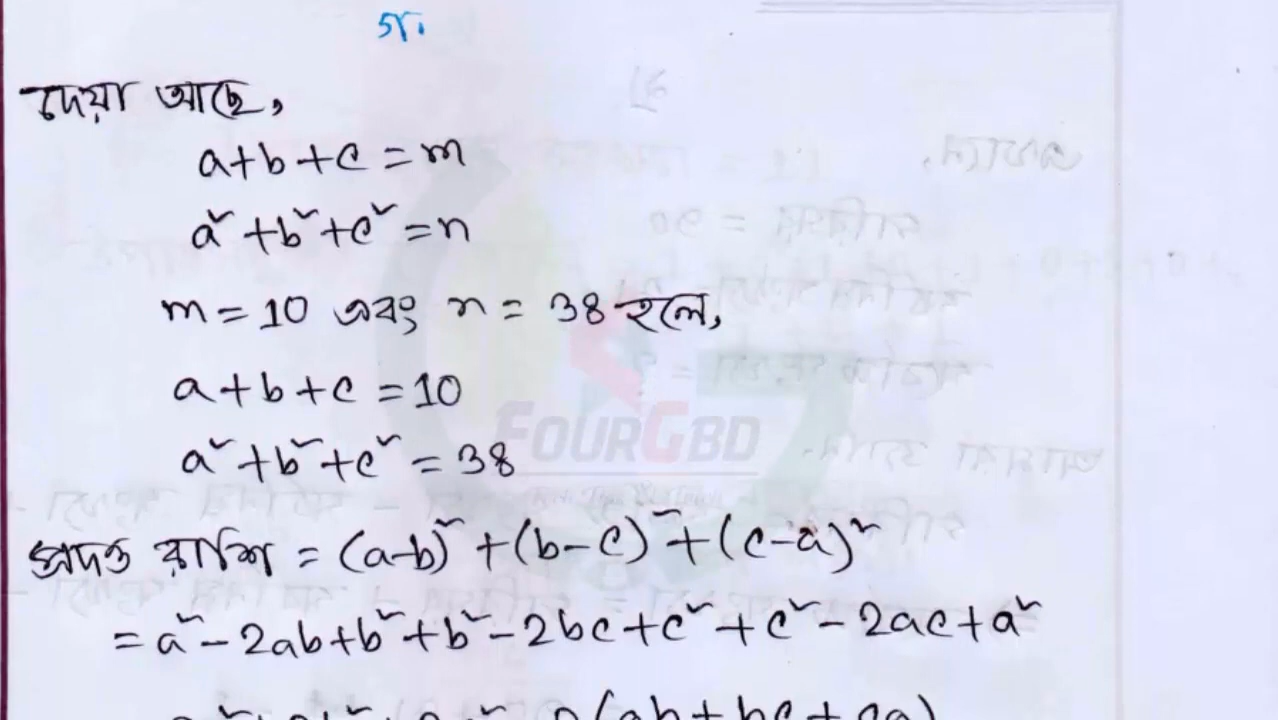 গ.
দেয়া আছে,
a+b+c=m
a²+b²+c²=n
m=10 এবং n=38 হলে,
a+b+c=10
a²+b²+c²=38
FOURGBD
প্রদত্ত রাশি = (a-b)²+(b-c)²+(c-a)²
=a²-2ab+b²+b²-2bc+c²+c²-2ac+a²